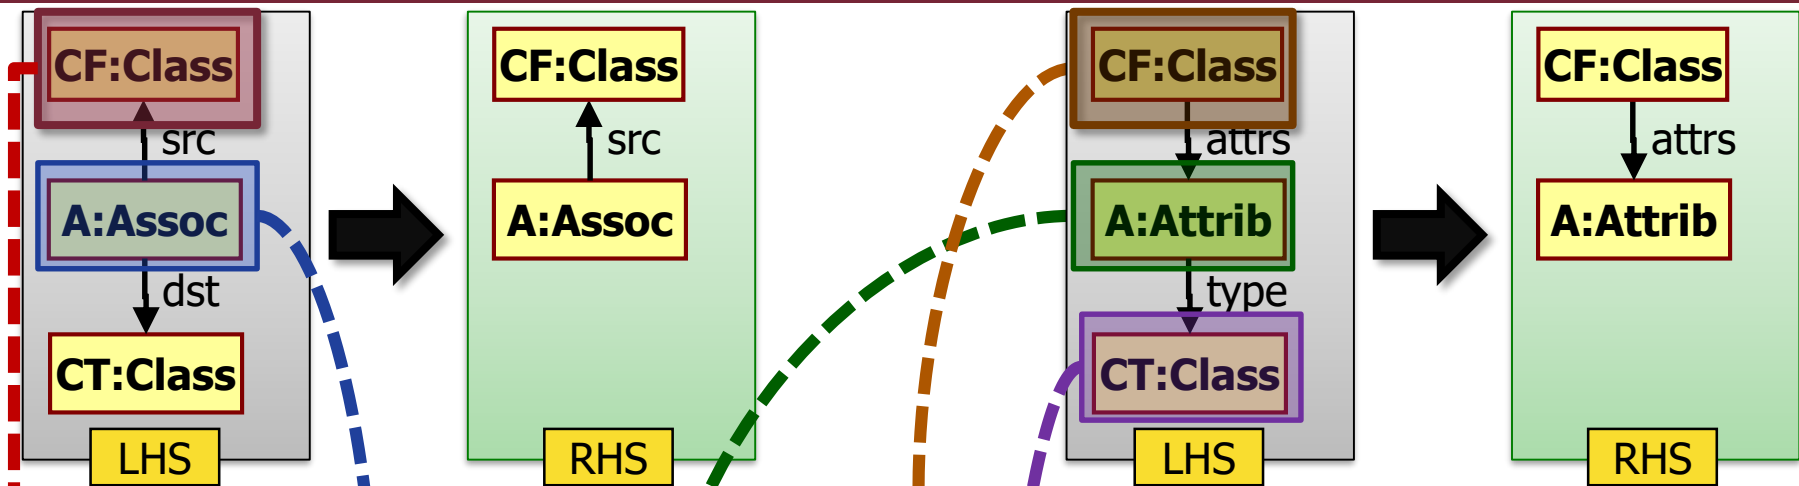 CF:Class
src
A:Assoc
dst
CT:Class
LHS
CF:Class
src
A:Assoc
RHS
CF:Class
attrs
A:Attrib
type
CT:Class
LHS
CF:Class
attrs
A:Attrib
RHS